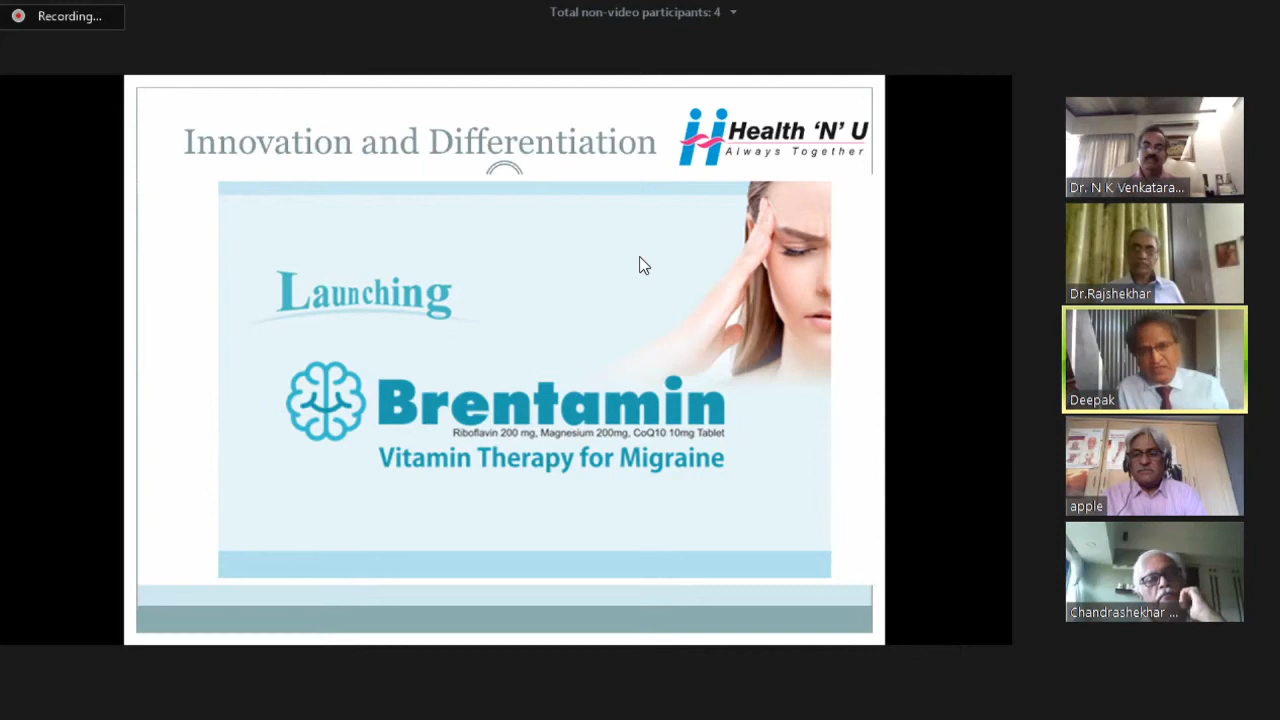 Recording...
Total non-video participants: 4
Innovation and Differentiation
Health ‘N’ U
Always Together
Launching
Brentamin
Riboflavin 200 mg, Magnesium 200mg, CoQ10 10mg Tablet
Vitamin Therapy for Migraine
Dr. N K Venkatara...
Dr.Rajshekhar
Deepak
apple
Chandrashekhar ...